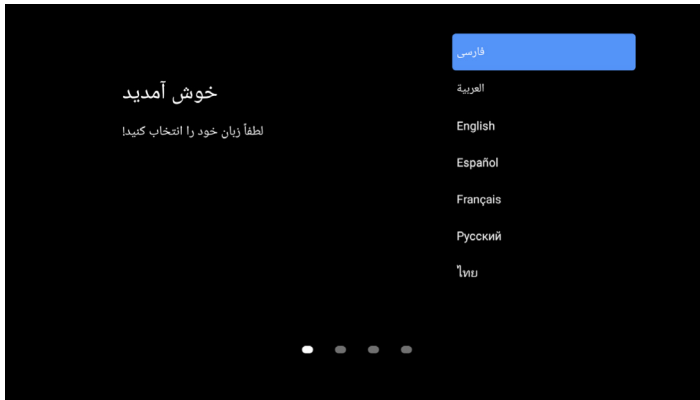 خوش آمدید
لطفاً زبان خود را انتخاب کنید!
فارسی
العربية
English
Español
Français
Русский
ไทย